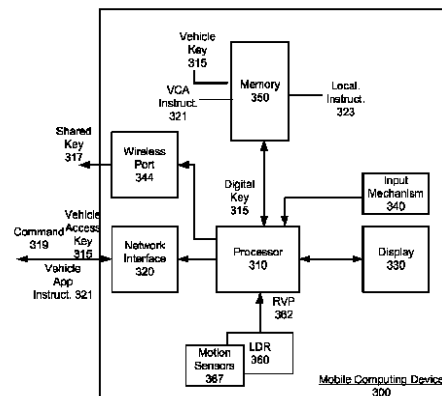 Vehicle
Key
315
Memory
350
VCA
Instruct.
321
Local.
Instruct.
323
Shared
Key
317
Wireless
Port
344
Digital
Key
315
Input
Mechanism
340
Command
319
Vehicle
Access
Key
315
Vehicle
App
Instruct. 321
Network
Interface
320
Processor
310
Display
330
RVP
362
LDR
360
Motion
Sensors
367
Mobile Computing Device
300